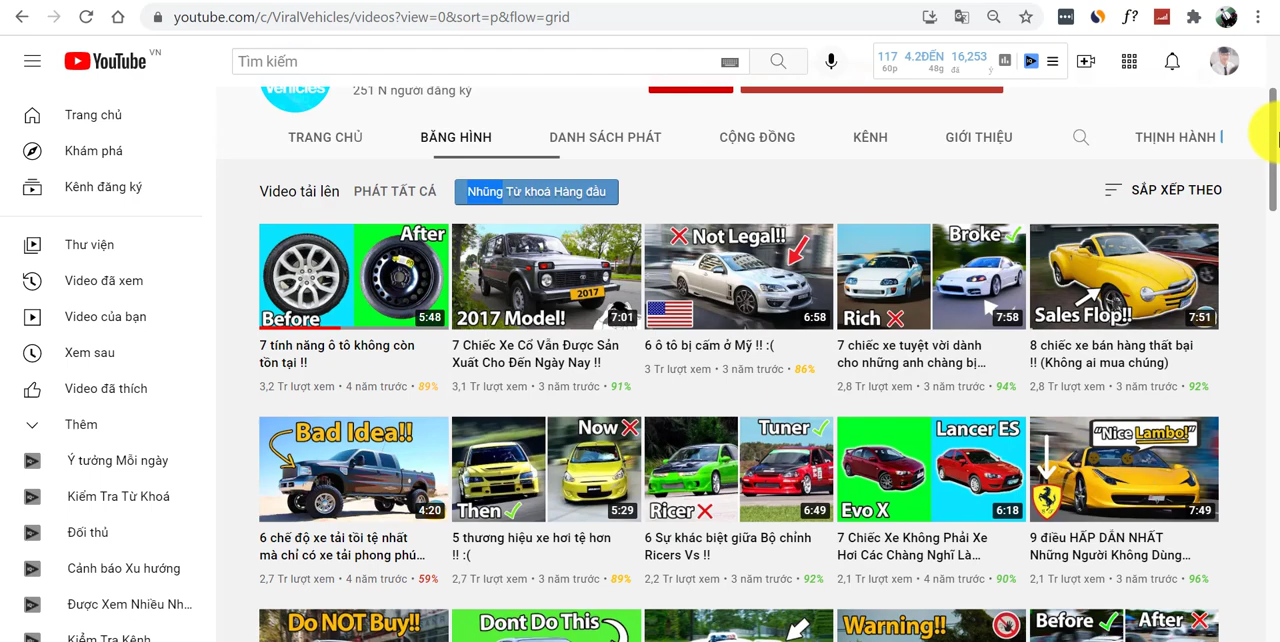 youtube.com/c/ViralVehicles/videos?view=0&sort=p&flow=grid
f?
YouTube VN
Tìm kiếm
117 4.2ĐẾN 16,253
60p 48g đá ý
Vehicles
251 N người đăng ký
Trang chủ
Khám phá
Kênh đăng ký
Thư viện
Video đã xem
Video của bạn
Xem sau
Video đã thích
Thêm
Ý tưởng Mỗi ngày
Kiểm Tra Từ Khoá
Đối thủ
Cảnh báo Xu hướng
Được Xem Nhiều Nh...
Kiểm Tra Kênh
TRANG CHỦ BĂNG HÌNH DANH SÁCH PHÁT CỘNG ĐỒNG KÊNH GIỚI THIỆU THỊNH HÀNH
Video tải lên PHÁT TẤT CẢ Những Từ khoá Hàng đầu SẮP XẾP THEO
After
Before
5:48
7 tính năng ô tô không còn
tồn tại !!
3,2 Tr lượt xem • 4 năm trước • 89%
2017
2017 Model!
7:01
7 Chiếc Xe Cổ Vẫn Được Sản
Xuất Cho Đến Ngày Nay !!
3,1 Tr lượt xem • 3 năm trước • 91%
Not Legal!!
6:58
6 ô tô bị cấm ở Mỹ !! :(
3 Tr lượt xem • 3 năm trước • 86%
Broke
Rich
7:58
7 chiếc xe tuyệt vời dành
cho những anh chàng bị...
2,8 Tr lượt xem • 3 năm trước • 94%
Sales Flop!!
7:51
8 chiếc xe bán hàng thất bại
!! (Không ai mua chúng)
2,8 Tr lượt xem • 3 năm trước • 92%
Bad Idea!!
4:20
6 chế độ xe tải tồi tệ nhất
mà chỉ có xe tải phong phú...
2,7 Tr lượt xem • 4 năm trước • 59%
Now
Then
5:29
5 thương hiệu xe hơi tệ hơn
!! :(
2,7 Tr lượt xem • 3 năm trước • 89%
Tuner
Ricer
6:49
6 Sự khác biệt giữa Bộ chỉnh
Ricers Vs !!
2,2 Tr lượt xem • 3 năm trước • 92%
Lancer ES
Evo X
6:18
7 Chiếc Xe Không Phải Xe
Hơi Các Chàng Nghĩ Là...
2,1 Tr lượt xem • 4 năm trước • 90%
"Nice Lambo!"
7:49
9 điều HẤP DẪN NHẤT
Những Người Không Dùng...
2,1 Tr lượt xem • 3 năm trước • 96%
Do NOT Buy!!
Dont Do This
Warning!!
Before After